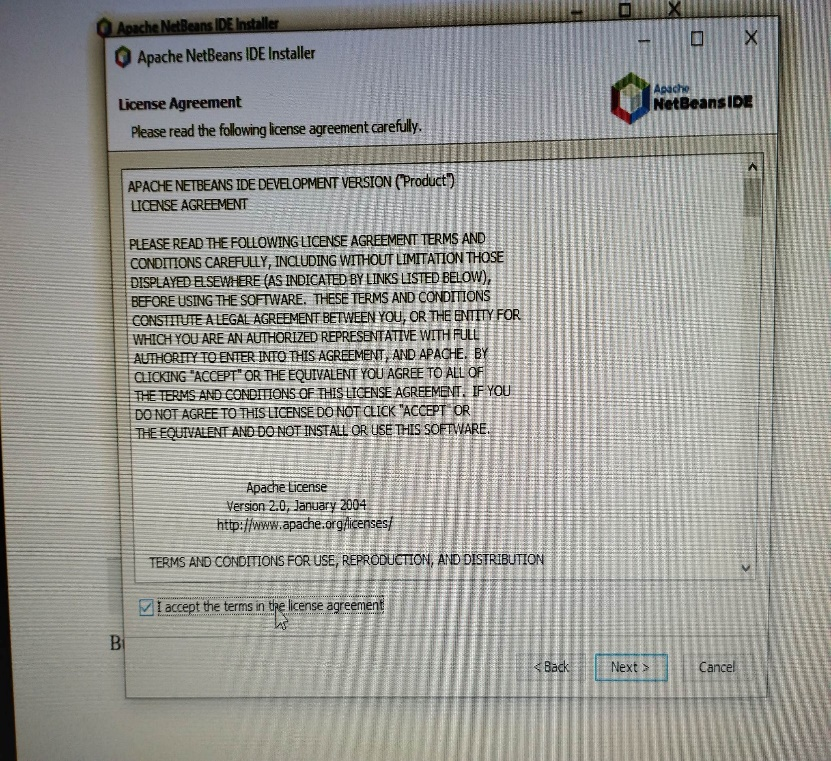 Apache NetBeans IDE Installer
Apache NetBeans IDE Installer
License Agreement
Please read the following license agreement carefully.
Apache
NetBeans IDE
APACHE NETBEANS IDE DEVELOPMENT VERSION ("Product")
LICENSE AGREEMENT
PLEASE READ THE FOLLOWING LICENSE AGREEMENT TERMS AND
CONDITIONS CAREFULLY, INCLUDING WITHOUT LIMITATION THOSE
DISPLAYED ELSEWHERE (AS INDICATED BY LINKS LISTED BELOW),
BEFORE USING THE SOFTWARE. THESE TERMS AND CONDITIONS
CONSTITUTE A LEGAL AGREEMENT BETWEEN YOU, OR THE ENTITY FOR
WHICH YOU ARE AN AUTHORIZED REPRESENTATIVE WITH FULL
AUTHORITY TO ENTER INTO THIS AGREEMENT, AND APACHE. BY
CLICKING "ACCEPT" OR THE EQUIVALENT YOU AGREE TO ALL OF
THE TERMS AND CONDITIONS OF THIS LICENSE AGREEMENT. IF YOU
DO NOT AGREE TO THIS LICENSE DO NOT CLICK "ACCEPT" OR
THE EQUIVALENT AND DO NOT INSTALL OR USE THIS SOFTWARE.
Apache License
Version 2.0, January 2004
http://www.apache.org/licenses/
TERMS AND CONDITIONS FOR USE, REPRODUCTION, AND DISTRIBUTION
I accept the terms in the license agreement
< Back
Next >
Cancel